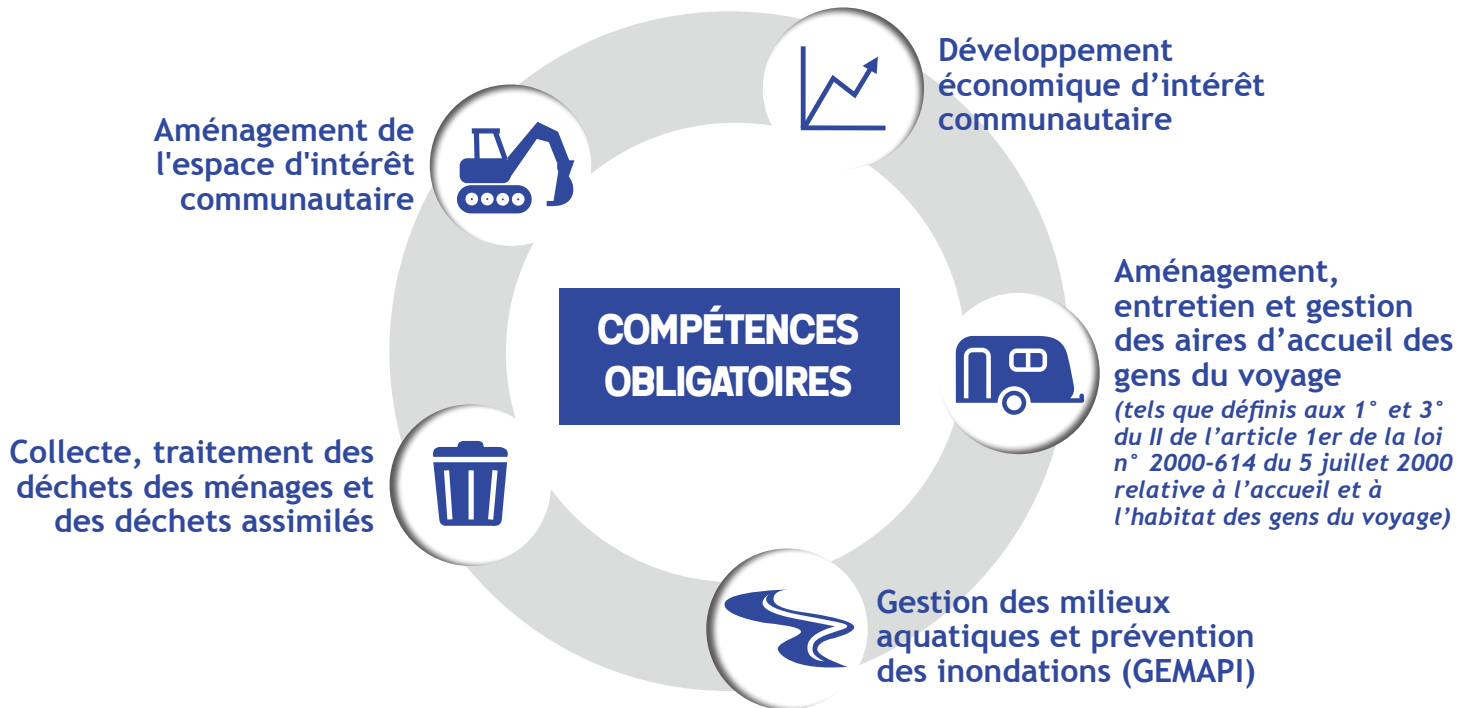 COMPÉTENCES
OBLIGATOIRES
Développement
économique d’intérêt
communautaire
Aménagement,
entretien et gestion
des aires d’accueil des
gens du voyage
(tels que définis aux 1° et 3°
du II de l’article 1er de la loi
n° 2000-614 du 5 juillet 2000
relative à l’accueil et à
l’habitat des gens du voyage)
Gestion des milieux
aquatiques et prévention
des inondations (GEMAPI)
Collecte, traitement des
déchets des ménages et
des déchets assimilés
Aménagement de
l'espace d'intérêt
communautaire